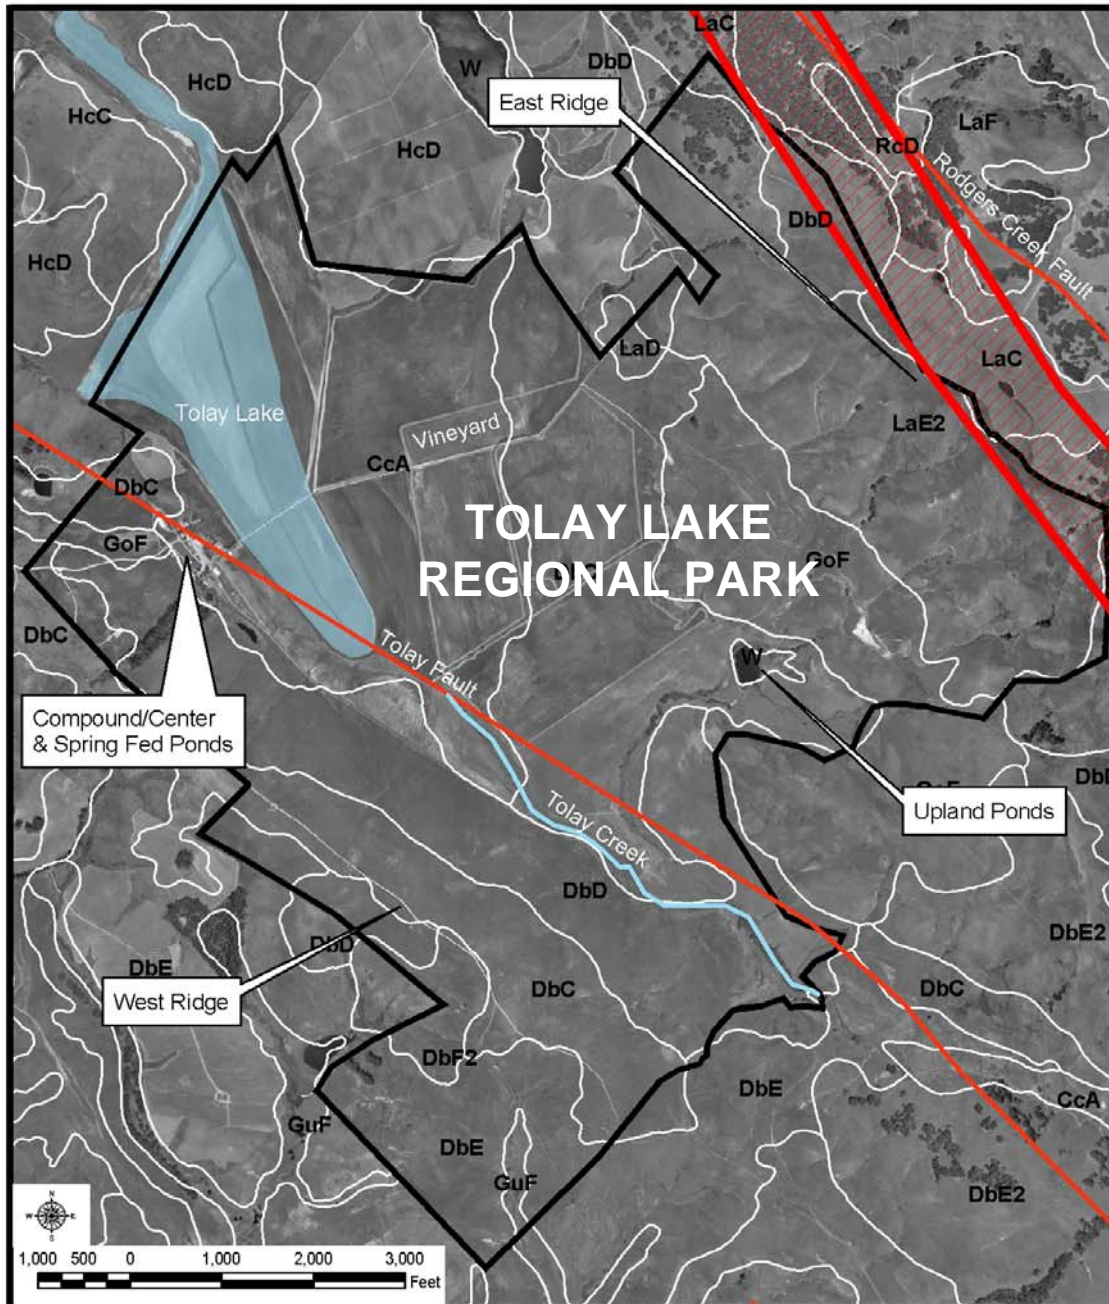 LaC
HcD
W
DbD
East Ridge
HcC
LaF
HcD
RcD
Rodgers Creek Fault
DbD
HcD
LaD
LaC
Tolay Lake
Vineyard
LaE2
CcA
DbC
TOLAY LAKE
REGIONAL PARK
GoF
GoF
DbC
Tolay Fault
W
Compound/Center
& Spring Fed Ponds
Upland Ponds
Tolay Creek
DbD
DbE2
DbD
DbE
West Ridge
DbC
DbC
DbF2
DbE
CcA
GuF
DbE
GuF
DbE2
N
W
E
S
1,000 500 0 1,000 2,000 3,000
Feet